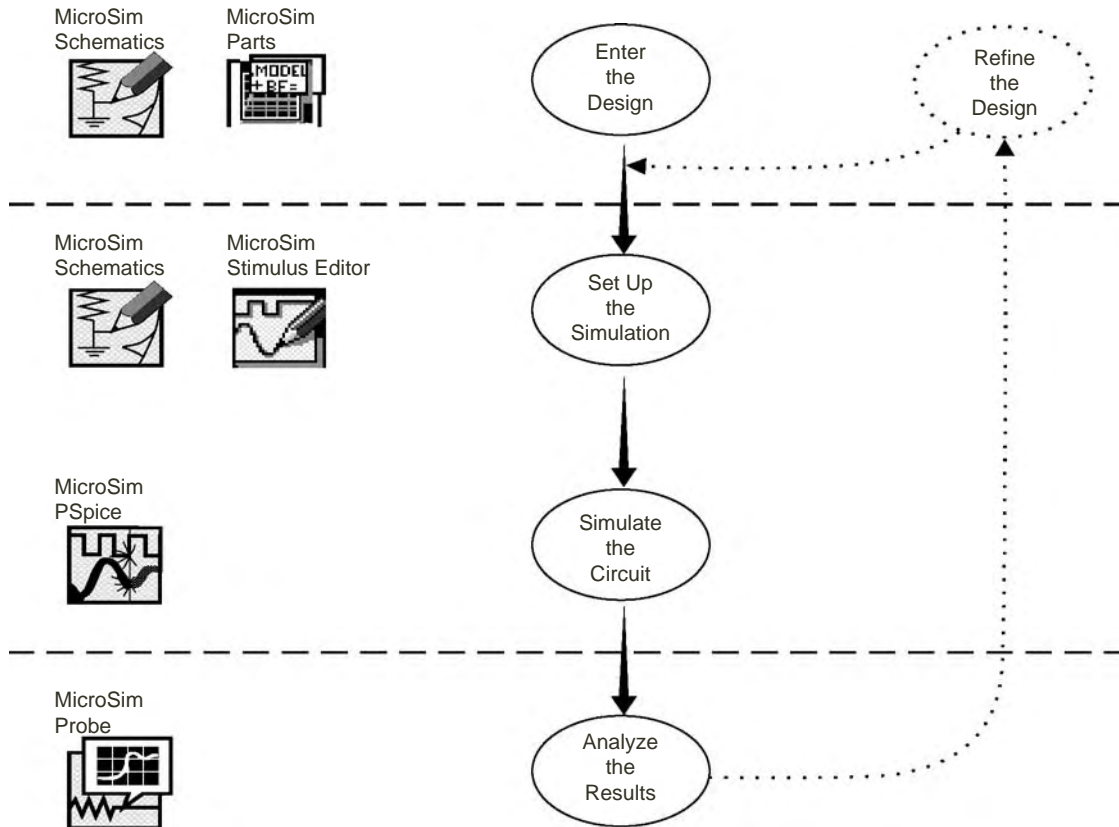 MicroSim
Schematics
MicroSim
Parts
.MODEL
+ BF=
Enter
the
Design
Refine
the
Design
MicroSim
Schematics
MicroSim
Stimulus Editor
Set Up
the
Simulation
MicroSim
PSpice
Simulate
the
Circuit
MicroSim
Probe
Analyze
the
Results